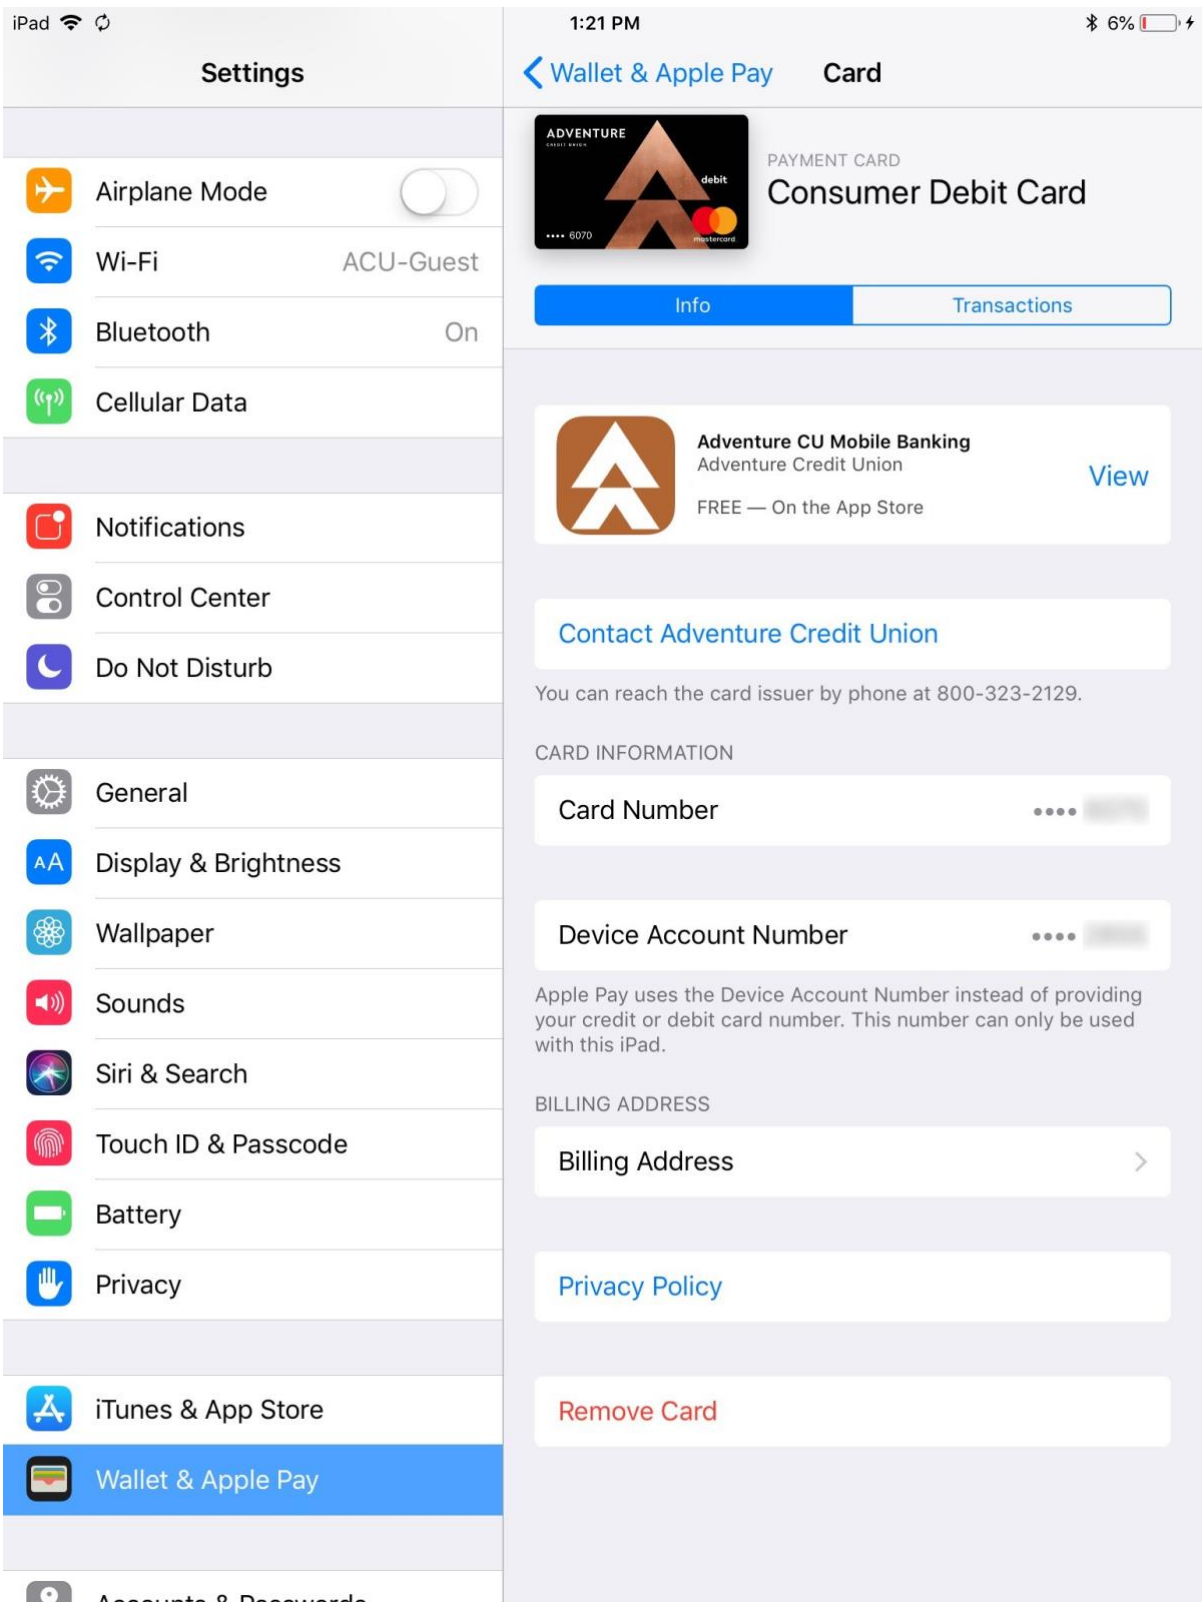 iPad
1:21 PM
6%
Settings
Wallet & Apple Pay
Card
ADVENTURE
CREDIT UNION
debit
•••• 6070
mastercard
PAYMENT CARD
Consumer Debit Card
Info
Transactions
Airplane Mode
Wi-Fi
ACU-Guest
Bluetooth
On
Cellular Data
Notifications
Control Center
Do Not Disturb
General
AA
Display & Brightness
Wallpaper
Sounds
Siri & Search
Touch ID & Passcode
Battery
Privacy
iTunes & App Store
Wallet & Apple Pay
Accounts & Passwords
Adventure CU Mobile Banking
Adventure Credit Union
FREE — On the App Store
View
Contact Adventure Credit Union
You can reach the card issuer by phone at 800-323-2129.
CARD INFORMATION
Card Number
••••
Device Account Number
••••
Apple Pay uses the Device Account Number instead of providing
your credit or debit card number. This number can only be used
with this iPad.
BILLING ADDRESS
Billing Address
Privacy Policy
Remove Card